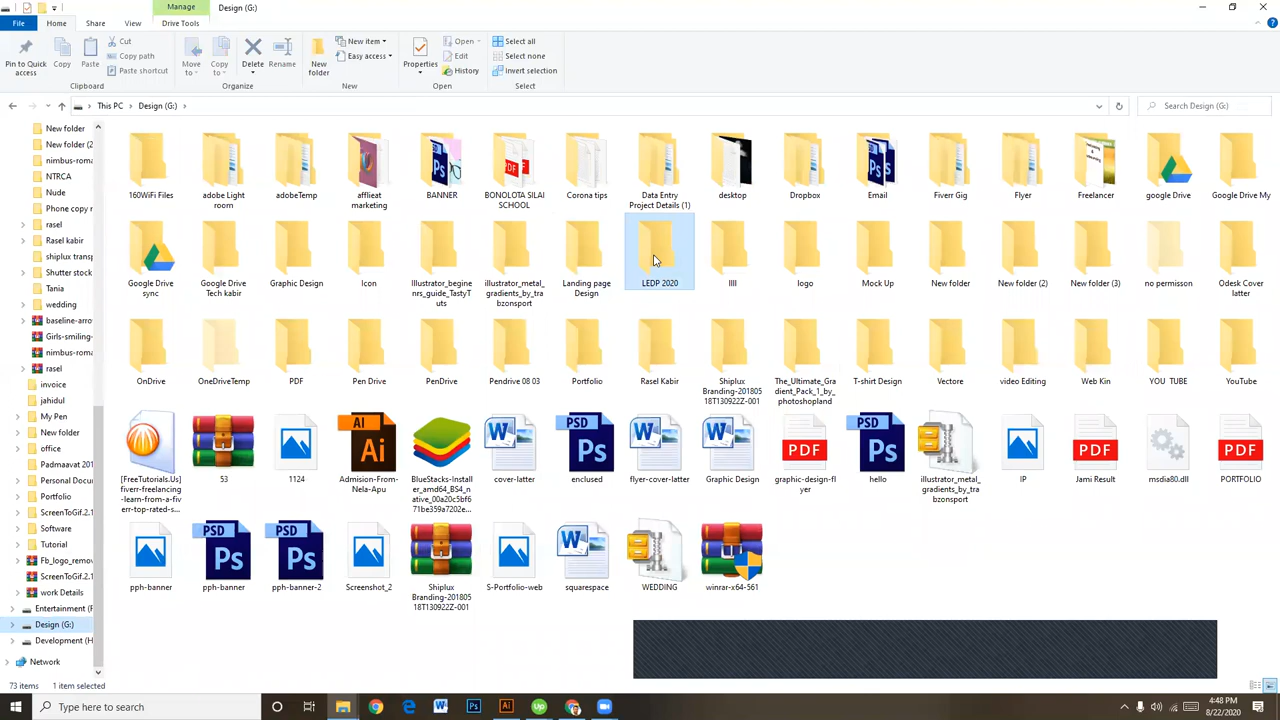 Manage
Design (G:)
File
Home
Share
View
Drive Tools
Pin to Quick access
Copy
Paste
Cut
Copy path
Paste shortcut
Clipboard
Move to
Copy to
Delete
Rename
Organize
New folder
New item
Easy access
New
Properties
Open
Edit
History
Open
Select all
Select none
Invert selection
Select
This PC
Design (G:)
Search Design (G:)
New folder
New folder (2
nimbus-roma
NTRCA
Nude
Phone copy r
rasel
Rasel kabir
shiplux transp
Shutter stock
Tania
wedding
baseline-arro
Girls-smiling-
nimbus-roma
rasel
invoice
jahidul
My Pen
New folder
office
Padmaavat 201
Personal Docu
Portfolio
ScreenToGif.2.1
Software
Tutorial
Fb_logo_remov
ScreenToGif.2.1
work Details
Entertainment (F
Design (G:)
Development (H
Network
160WiFi Files
adobe Light room
adobeTemp
afflieat marketing
BANNER
BONOLOTA SILAI SCHOOL
Corona tips
Data Entry Project Details (1)
desktop
Dropbox
Email
Fiverr Gig
Flyer
Freelancer
google Drive
Google Drive My
Google Drive sync
Google Drive Tech kabir
Graphic Design
Icon
Illustrator_beginenrs_guide_TastyTuts
illustrator_metal_gradients_by_trabzonsport
Landing page Design
LEDP 2020
llll
logo
Mock Up
New folder
New folder (2)
New folder (3)
no permisson
Odesk Cover latter
OnDrive
OneDriveTemp
PDF
Pen Drive
PenDrive
Pendrive 08 03
Portfolio
Rasel Kabir
Shiplux Branding-20180518T130922Z-001
The_Ultimate_Gradient_Pack_1_by_photoshopland
T-shirt Design
Vectore
video Editing
Web Kin
YOU TUBE
YouTube
[FreeTutorials.Us] fiverr-freelancing-learn-from-a-fiverr-top-rated-s...
53
1124
Admision-From-Nela-Apu
BlueStacks-Installer_amd64_BS4_native_00a20c5bf671be359a7202e...
cover-latter
enclused
flyer-cover-latter
Graphic Design
graphic-design-flyer
hello
illustrator_metal_gradients_by_trabzonsport
IP
Jami Result
msdia80.dll
PORTFOLIO
pph-banner
pph-banner
pph-banner-2
Screenshot_2
Shiplux Branding-20180518T130922Z-001
S-Portfolio-web
squarespace
WEDDING
winrar-x64-561
73 items 1 item selected
Type here to search
4:48 PM
8/22/2020